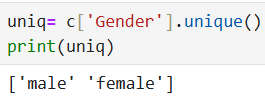 uniq= c['Gender'].unique()
print(uniq)
['male' 'female']